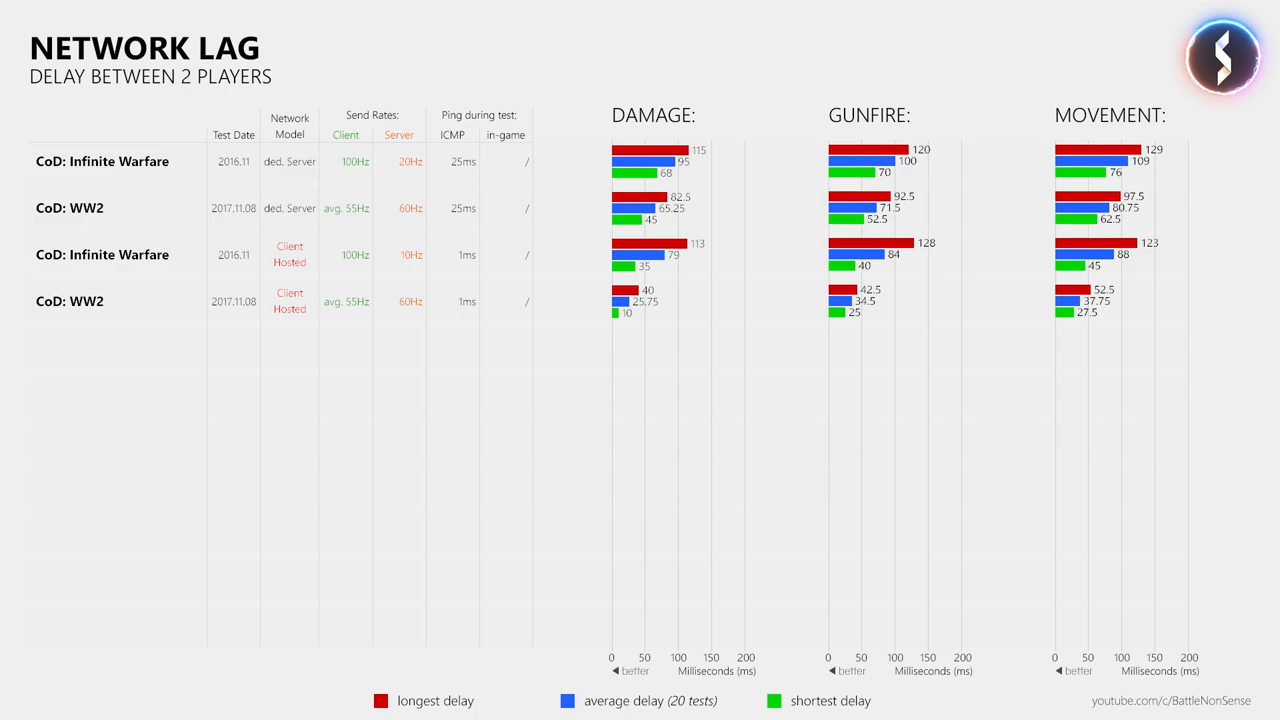 NETWORK LAG
DELAY BETWEEN 2 PLAYERS
Test Date
Network
Model
Send Rates:
Client Server
Ping during test:
ICMP in-game
DAMAGE:
GUNFIRE:
MOVEMENT:
CoD: Infinite Warfare 2016.11 ded. Server 100Hz 20Hz 25ms /
115
95
68
120
100
70
129
109
76
CoD: WW2 2017.11.08 ded. Server avg. 55Hz 60Hz 25ms /
82.5
65.25
45
92.5
71.5
52.5
97.5
80.75
62.5
CoD: Infinite Warfare 2016.11 Client Hosted 100Hz 10Hz 1ms /
113
79
35
128
84
40
123
88
45
CoD: WW2 2017.11.08 Client Hosted avg. 55Hz 60Hz 1ms /
40
25.75
10
42.5
34.5
25
52.5
37.75
27.5
0 50 100 150 200
◀ better Milliseconds (ms)
0 50 100 150 200
◀ better Milliseconds (ms)
0 50 100 150 200
◀ better Milliseconds (ms)
longest delay average delay (20 tests) shortest delay
youtube.com/c/BattleNonSense